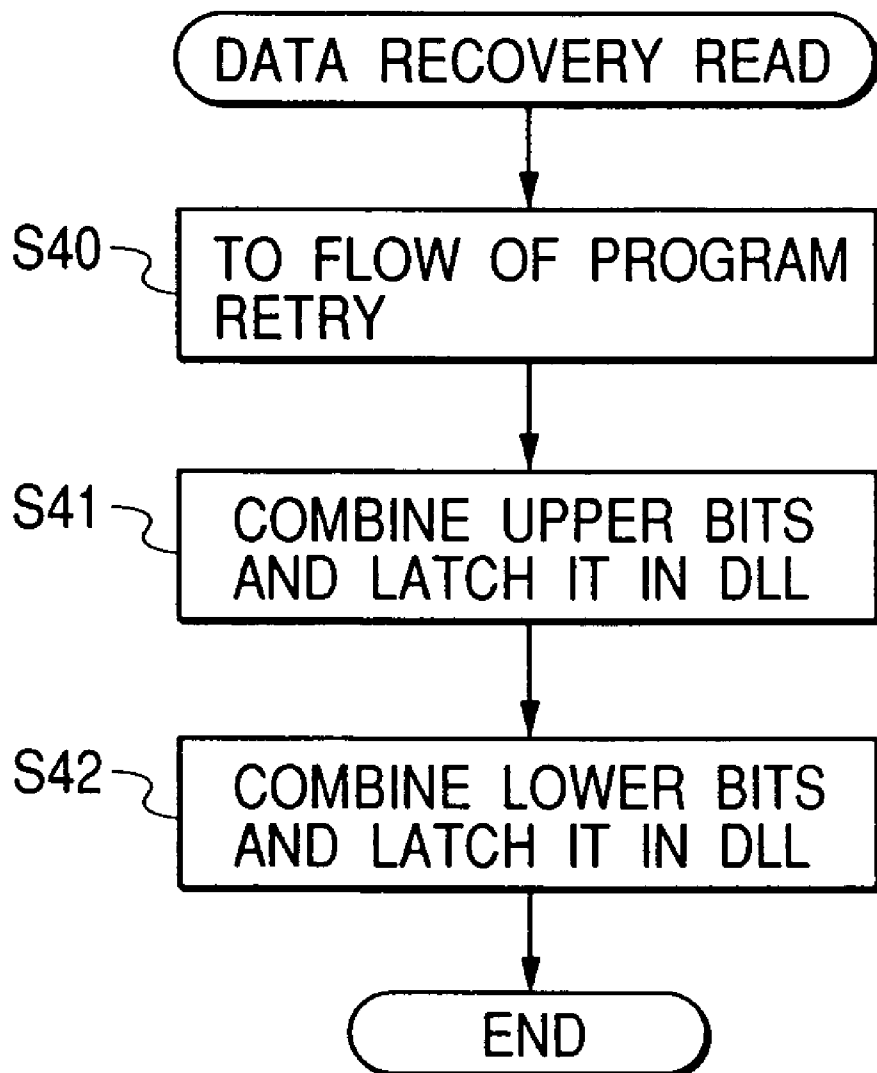 DATA RECOVERY READ
S40
TO FLOW OF PROGRAM
RETRY
S41
COMBINE UPPER BITS
AND LATCH IT IN DLL
S42
COMBINE LOWER BITS
AND LATCH IT IN DLL
END